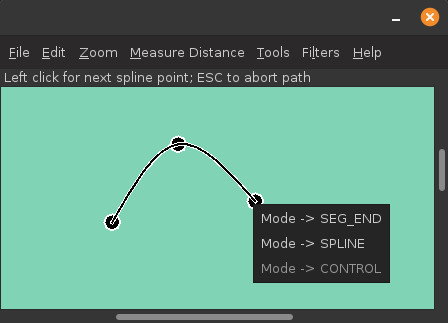 File Edit Zoom Measure Distance Tools Filters Help
Left click for next spline point; ESC to abort path
Mode -> SEG_END
Mode -> SPLINE
Mode -> CONTROL